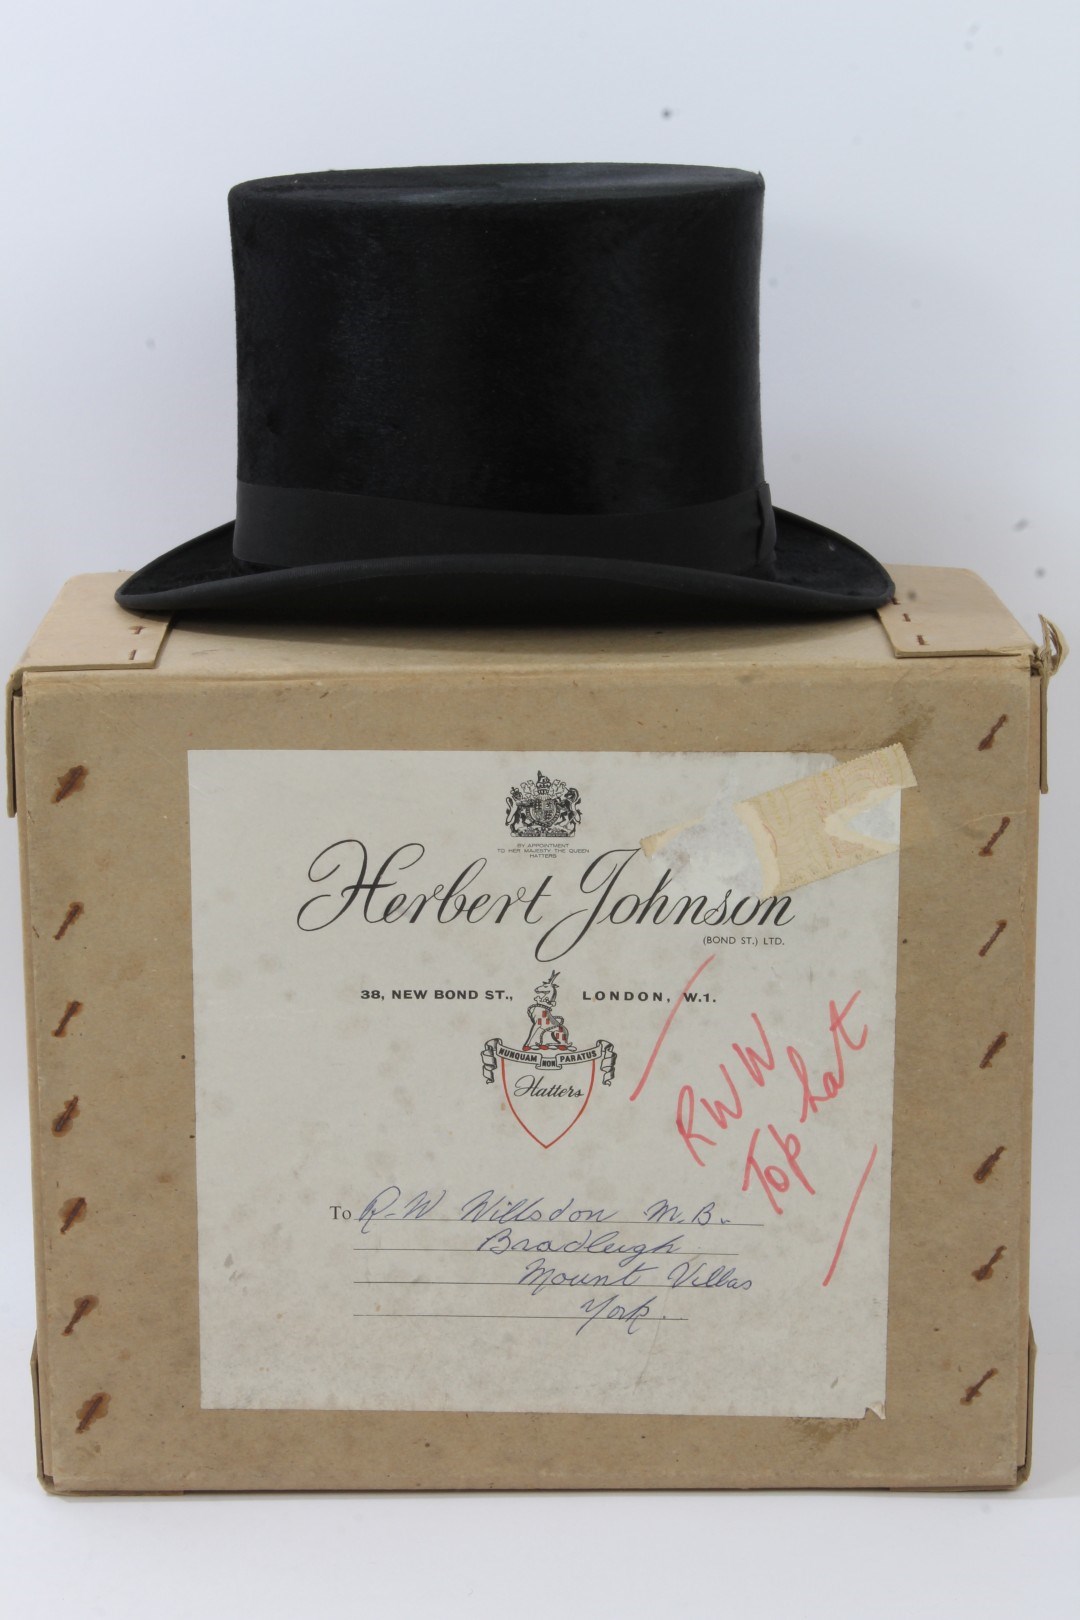 BY APPOINTMENT
TO HER MAJESTY THE QUEEN
HATTERS
Herbert Johnson
(BOND ST.) LTD.
38, NEW BOND ST., LONDON, W.1.
NUNQUAM NON PARATUS
Hatters
RWW
Top hat
To R-W Willsdon M.B.
Bradleigh
Mount Villas
York.